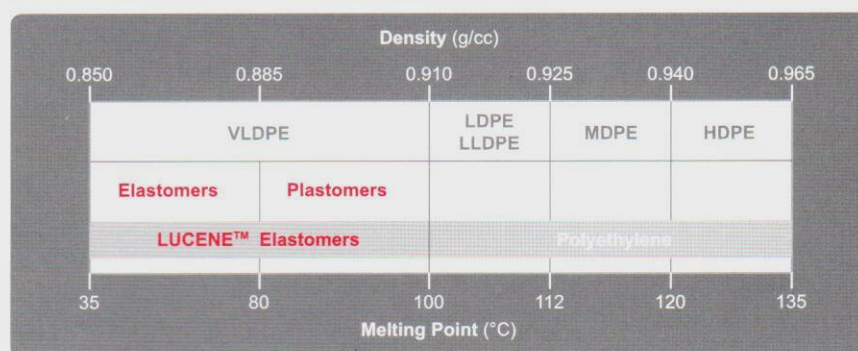 Density (g/cc)
0.850 0.885 0.910 0.925 0.940 0.965
VLDPE LDPE LLDPE MDPE HDPE
Elastomers Plastomers
LUCENE™ Elastomers Polyethylene
35 80 100 112 120 135
Melting Point (°C)